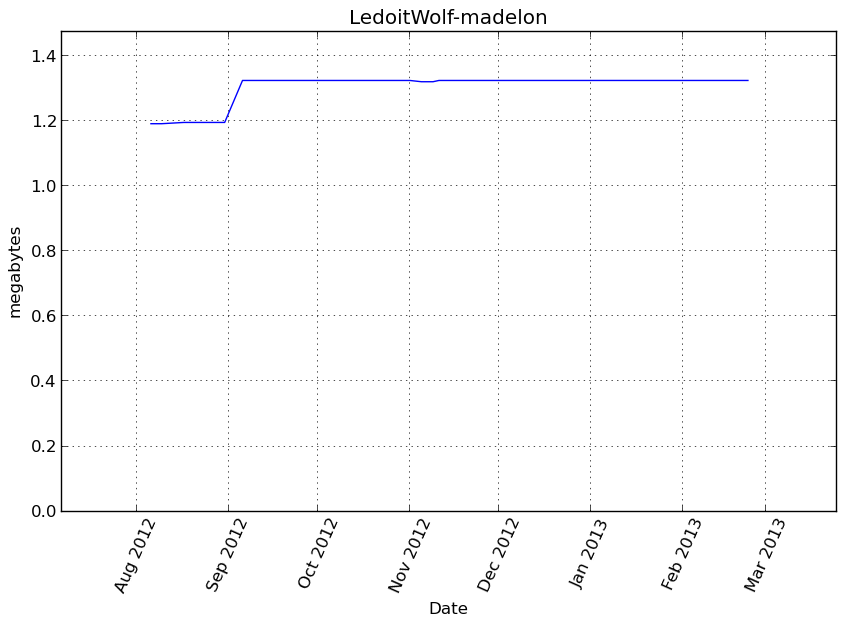 LedoitWolf-madelon
1.4
1.2
1.0
0.8
0.6
0.4
0.2
0.0
megabytes
Aug 2012
Sep 2012
Oct 2012
Nov 2012
Dec 2012
Jan 2013
Feb 2013
Mar 2013
Date